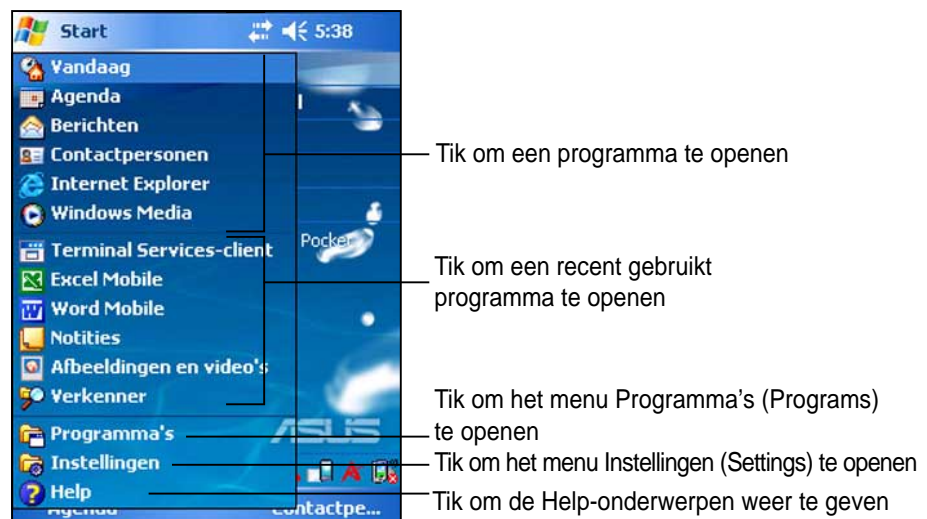 Start 5:38
Vandaag
Agenda
Berichten
Contactpersonen
Internet Explorer
Windows Media
Terminal Services-client
Excel Mobile
Word Mobile
Notities
Afbeeldingen en video's
Verkenner
Programma's
Instellingen
Help
Agenda
Pocker
ASUS
Tik om een programma te openen
Tik om een recent gebruikt
programma te openen
Tik om het menu Programma’s (Programs)
te openen
Tik om het menu Instellingen (Settings) te openen
Tik om de Help-onderwerpen weer te geven